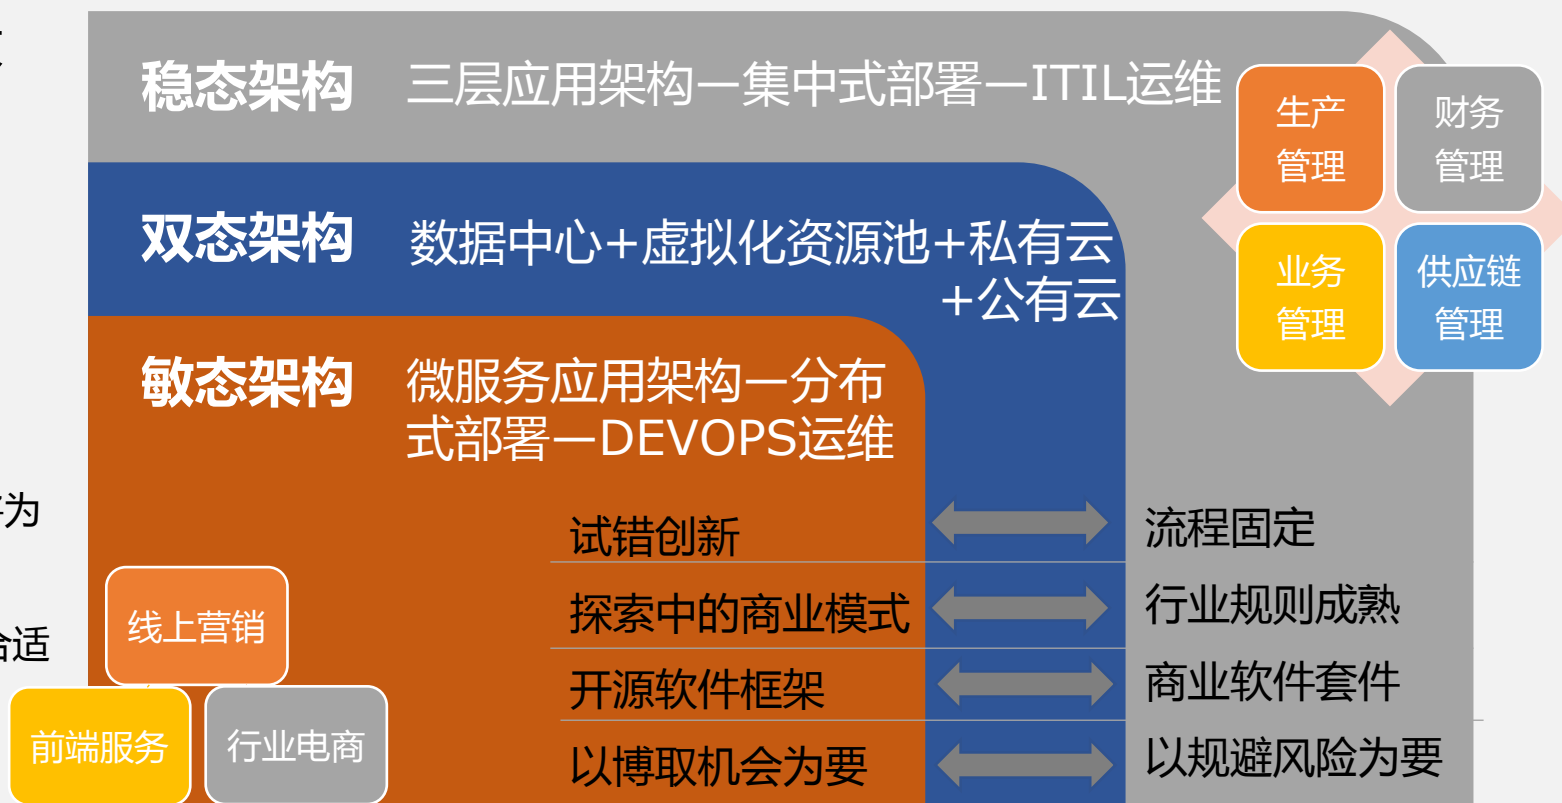 稳态架构 三层应用架构—集中式部署—ITIL运维
生产
管理
财务
管理
业务
管理
供应链
管理
双态架构 数据中心+虚拟化资源池+私有云
+公有云
敏态架构 微服务应用架构—分布
式部署—DEVOPS运维
为
试错创新 流程固定
探索中的商业模式 行业规则成熟
适
开源软件框架 商业软件套件
以博取机会为要 以规避风险为要
线上营销
前端服务 行业电商